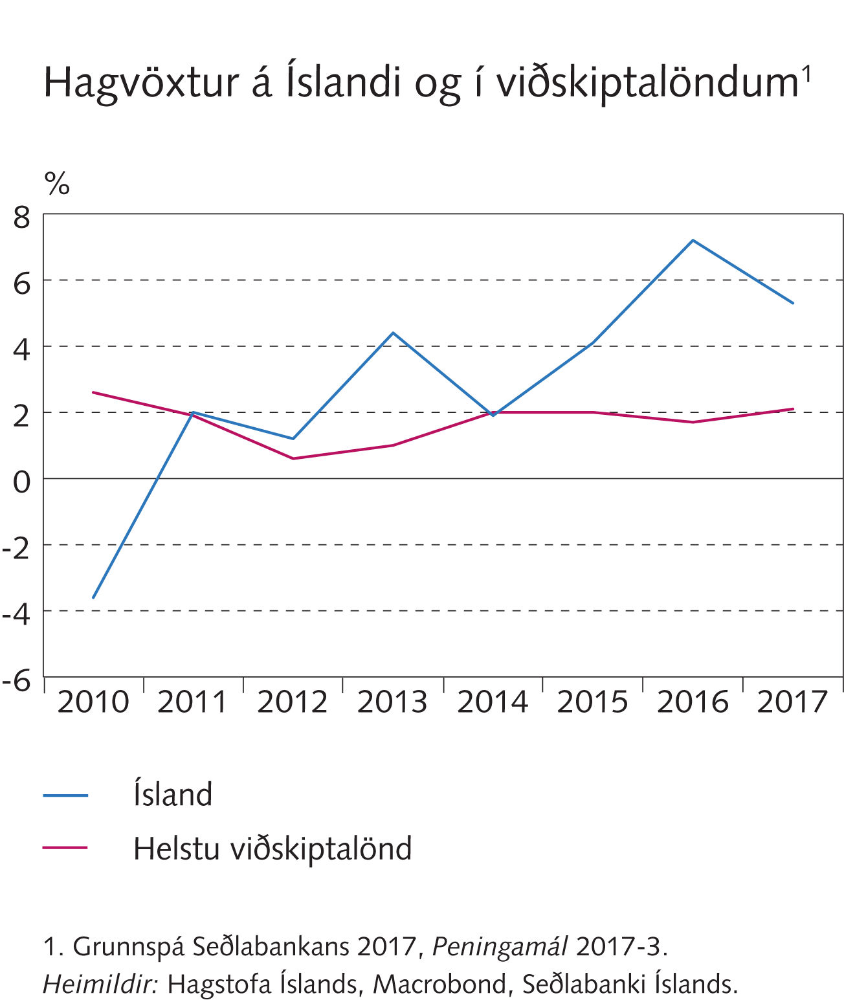 Hagvöxtur á Íslandi og í viðskiptalöndum¹
%
8
6
4
2
0
-2
-4
-6
2010 2011 2012 2013 2014 2015 2016 2017
Ísland
Helstu viðskiptalönd
1. Grunnspá Seðlabankans 2017, Peningamál 2017-3.
Heimildir: Hagstofa Íslands, Macrobond, Seðlabanki Íslands.